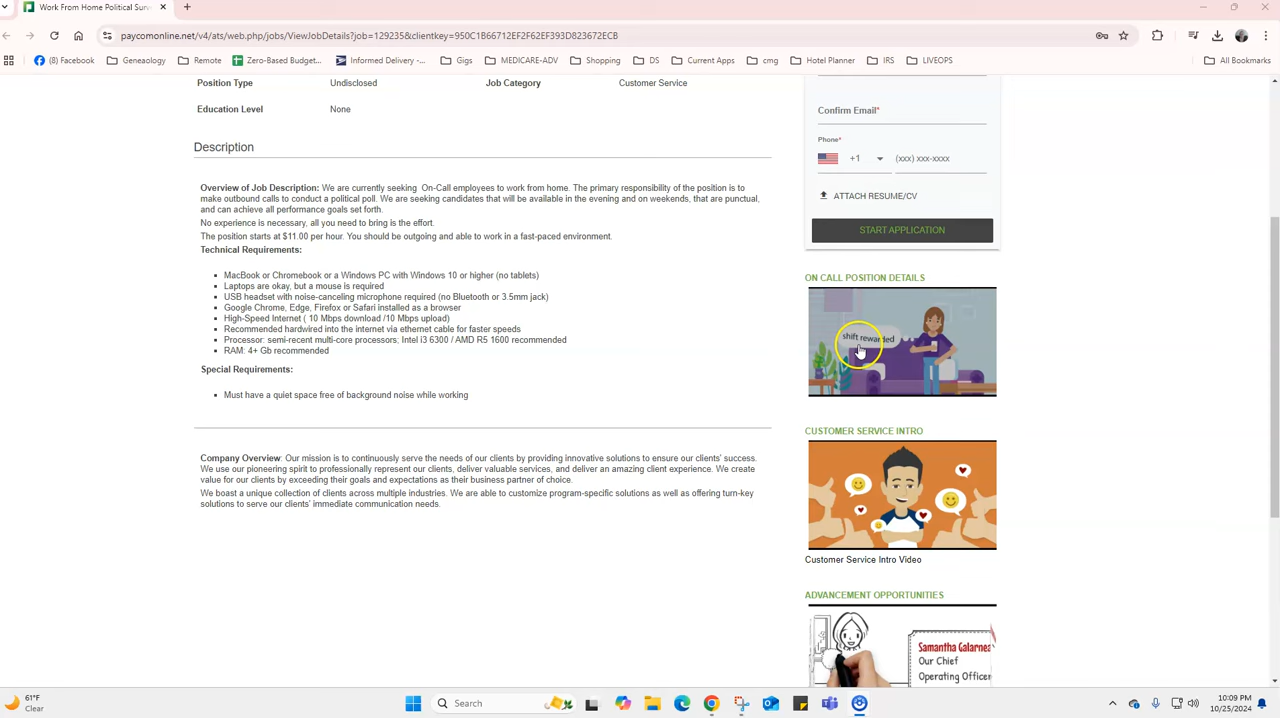 Work From Home Political Surv
paycomonline.net/v4/ats/web.php/jobs/ViewJobDetails?job=129235&clientkey=950C1B66712EF2F62EF393D823672ECB
(8) Facebook
Geneaology
Remote
Zero-Based Budget...
Informed Delivery -...
Gigs
MEDICARE-ADV
Shopping
DS
Current Apps
cmg
Hotel Planner
IRS
LIVEOPS
All Bookmarks
Position Type
Undisclosed
Job Category
Customer Service
Education Level
None
Description
Overview of Job Description: We are currently seeking On-Call employees to work from home. The primary responsibility of the position is to
make outbound calls to conduct a political poll. We are seeking candidates that will be available in the evening and on weekends, that are punctual,
and can achieve all performance goals set forth.
No experience is necessary, all you need to bring is the effort.
The position starts at $11.00 per hour. You should be outgoing and able to work in a fast-paced environment.
Technical Requirements:
MacBook or Chromebook or a Windows PC with Windows 10 or higher (no tablets)
Laptops are okay, but a mouse is required
USB headset with noise-canceling microphone required (no Bluetooth or 3.5mm jack)
Google Chrome, Edge, Firefox or Safari installed as a browser
High-Speed Internet ( 10 Mbps download /10 Mbps upload)
Recommended hardwired into the internet via ethernet cable for faster speeds
Processor: semi-recent multi-core processors; Intel I3 6300 / AMD R5 1600 recommended
RAM: 4+ Gb recommended
Special Requirements:
Must have a quiet space free of background noise while working
Company Overview: Our mission is to continuously serve the needs of our clients by providing innovative solutions to ensure our clients' success.
We use our pioneering spirit to professionally represent our clients, deliver valuable services, and deliver an amazing client experience. We create
value for our clients by exceeding their goals and expectations as their business partner of choice.
We boast a unique collection of clients across multiple industries. We are able to customize program-specific solutions as well as offering turn-key
solutions to serve our clients' immediate communication needs.
Confirm Email*
Phone*
+1
(xxx) xxx-xxxx
ATTACH RESUME/CV
START APPLICATION
ON CALL POSITION DETAILS
shift rewarded
CUSTOMER SERVICE INTRO
Customer Service Intro Video
ADVANCEMENT OPPORTUNITIES
Samantha Galarnea
Our Chief
Operating Officer
61°F
Clear
Search
10:09 PM
10/25/2024